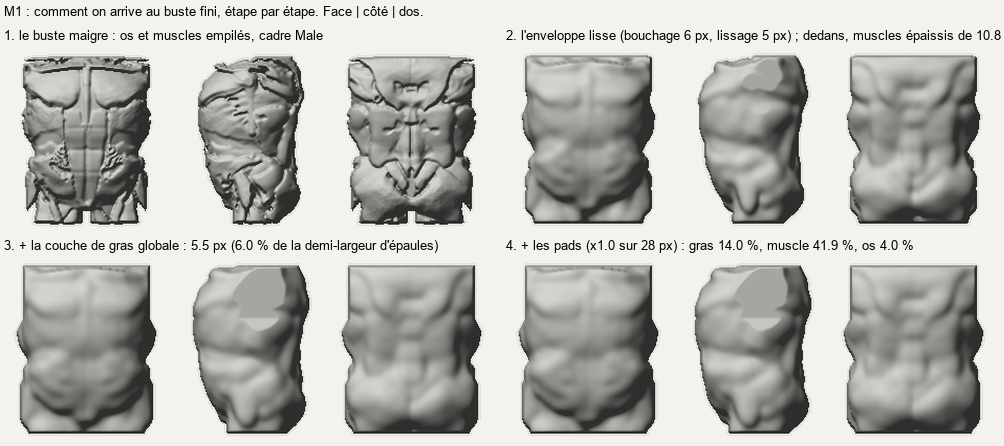 M1 : comment on arrive au buste fini, étape par étape. Face | côté | dos.
1. le buste maigre : os et muscles empilés, cadre Male
2. l'enveloppe lisse (bouchage 6 px, lissage 5 px) ; dedans, muscles épaissis de 10.8
3. + la couche de gras globale : 5.5 px (6.0 % de la demi-largeur d'épaules)
4. + les pads (x1.0 sur 28 px) : gras 14.0 %, muscle 41.9 %, os 4.0 %